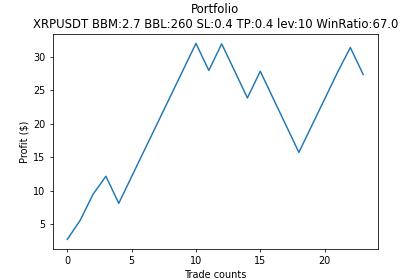 Portfolio
XRPUSDT BBM:2.7 BBL:260 SL:0.4 TP:0.4 lev:10 WinRatio:67.0
Profit ($)
30
25
20
15
10
5
0 5 10 15 20
Trade counts